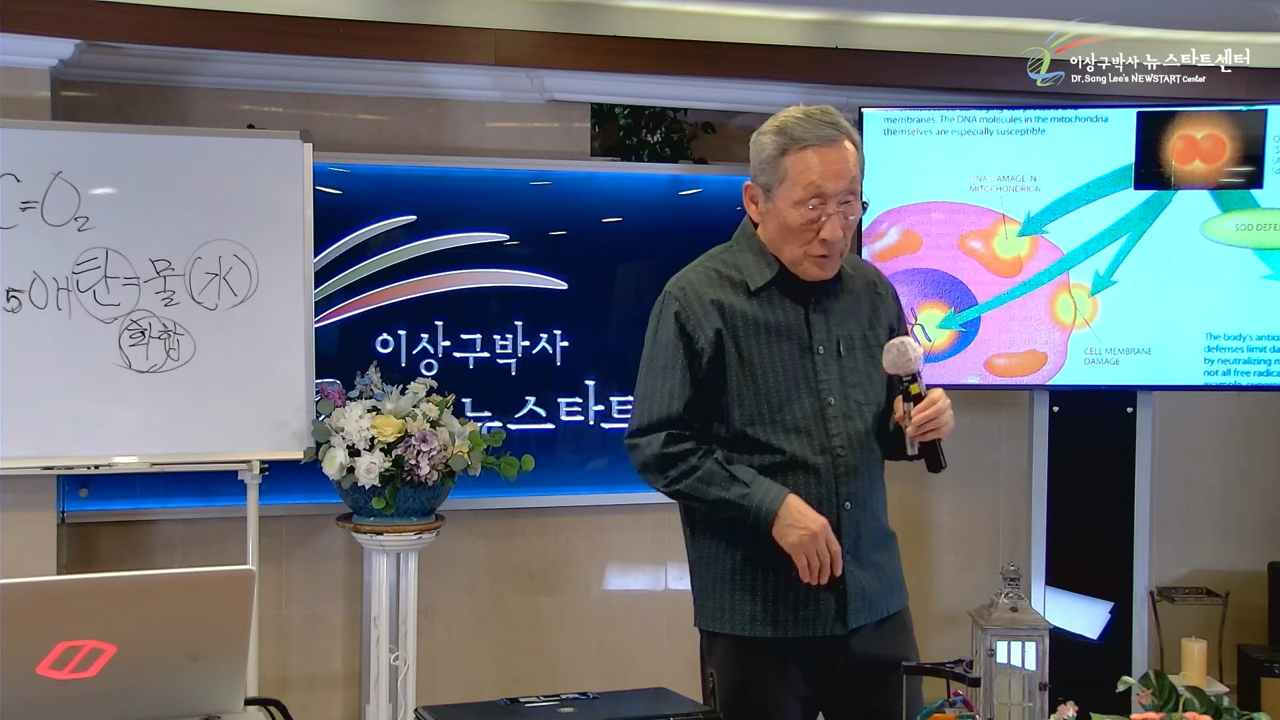 이상구박사 뉴스타트센터
Dr. Sang Lee's NEWSTART Center
C=O₂
5애탄=물(水)
화합
이상구박사
뉴스타트
membranes. The DNA molecules in the mitochondria
themselves are especially susceptible.
DNA DAMAGE IN
MITOCHONDRION
SOD DEFE
CELL MEMBRANE
DAMAGE
The body's antiox
defenses limit da
by neutralizing m
not all free radica